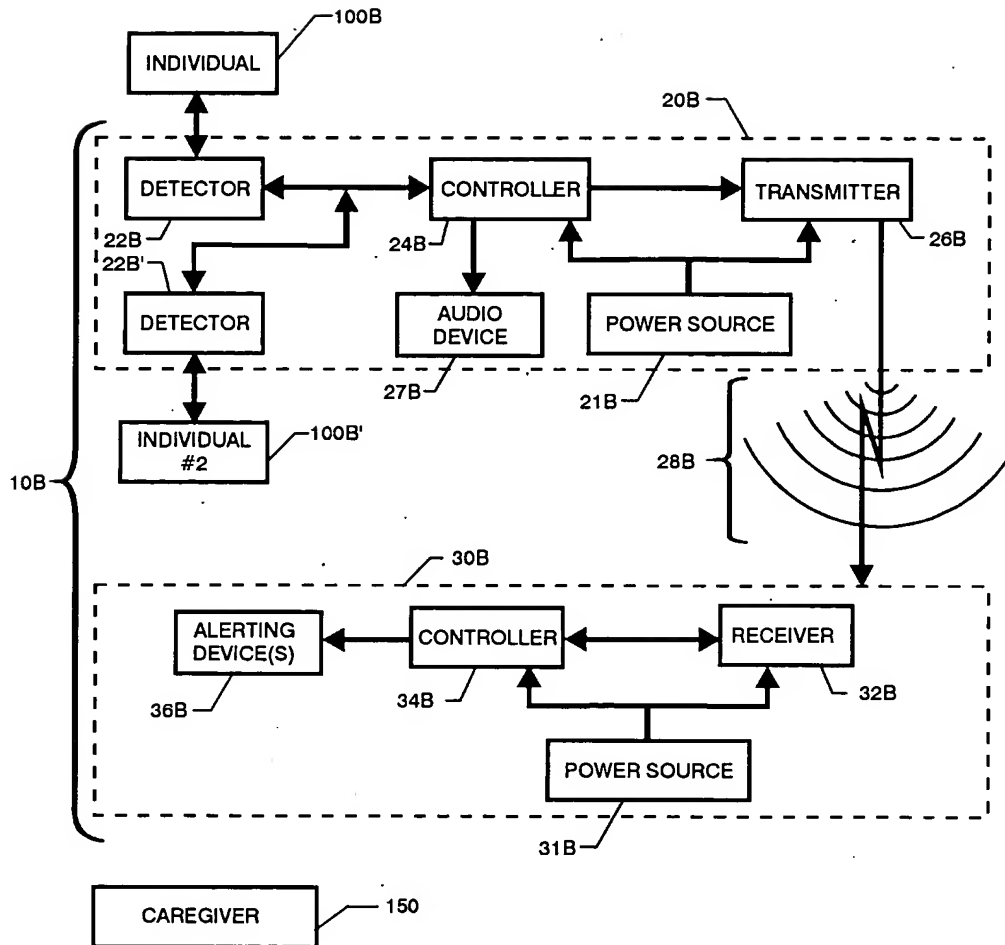 100B
INDIVIDUAL
20B
DETECTOR
CONTROLLER
TRANSMITTER
22B
24B
26B
22B'
DETECTOR
AUDIO
DEVICE
POWER SOURCE
27B
21B
INDIVIDUAL
#2
100B'
28B
10B
30B
ALERTING
DEVICE(S)
CONTROLLER
RECEIVER
36B
34B
32B
POWER SOURCE
31B
CAREGIVER
150